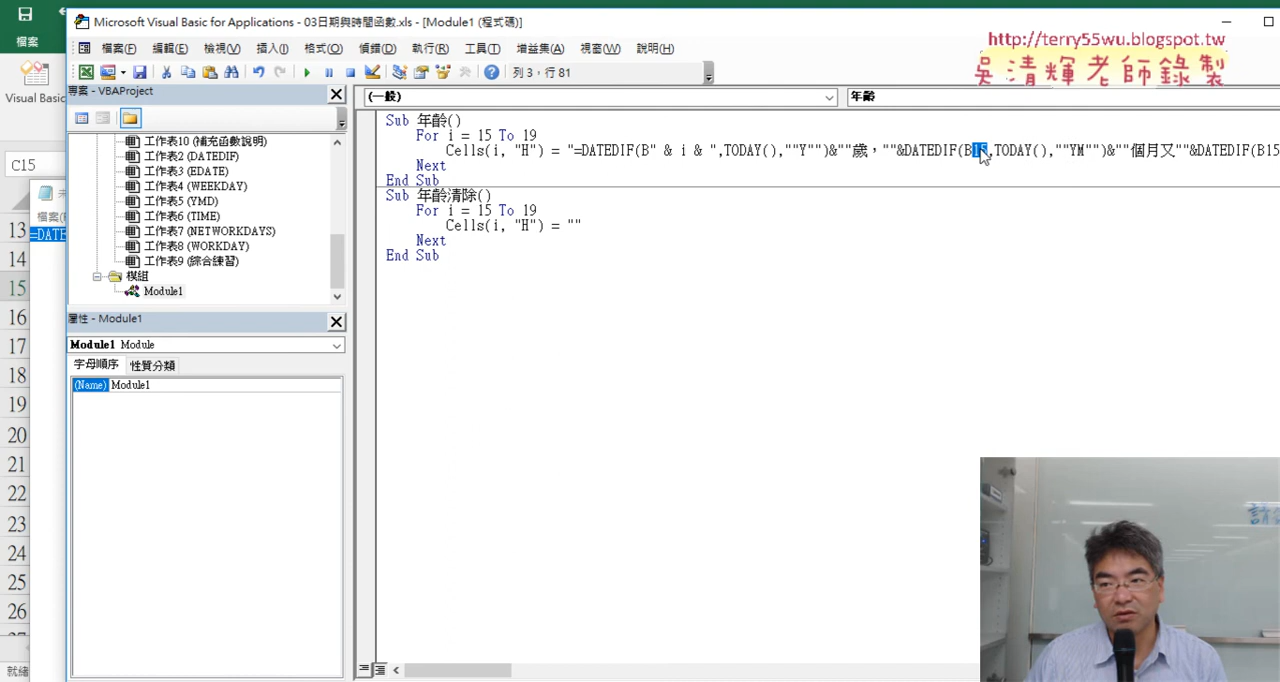 檔案
Visual Basic
C15
檔案(F
=DATE
13
14
15
16
17
18
19
20
21
22
23
24
25
26
就緒
Microsoft Visual Basic for Applications - 03日期與時間函數.xls - [Module1 (程式碼)]
檔案(F) 編輯(E) 檢視(V) 插入(I) 格式(O) 偵錯(D) 執行(R) 工具(T) 增益集(A) 視窗(W) 說明(H)
列 3，行 81
http://terry55wu.blogspot.tw
吳清輝老師錄製
專案 - VBAProject
工作表10 (補充函數說明)
工作表2 (DATEDIF)
工作表3 (EDATE)
工作表4 (WEEKDAY)
工作表5 (YMD)
工作表6 (TIME)
工作表7 (NETWORKDAYS)
工作表8 (WORKDAY)
工作表9 (綜合練習)
模組
Module1
屬性 - Module1
Module1 Module
字母順序 性質分類
(Name) Module1
(一般) 年齡
Sub 年齡()
For i = 15 To 19
Cells(i, "H") = "=DATEDIF(B" & i & ",TODAY(),""Y"")&""歲，""&DATEDIF(B15,TODAY(),""YM"")&""個月又""&DATEDIF(B15
Next
End Sub
Sub 年齡清除()
For i = 15 To 19
Cells(i, "H") = ""
Next
End Sub